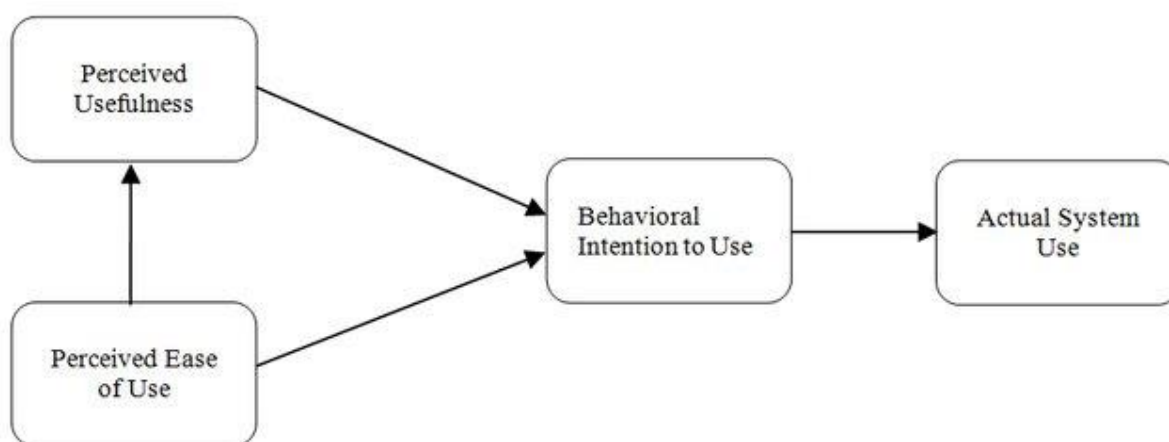 Perceived
Usefulness
Behavioral
Intention to Use
Actual System
Use
Perceived Ease
of Use